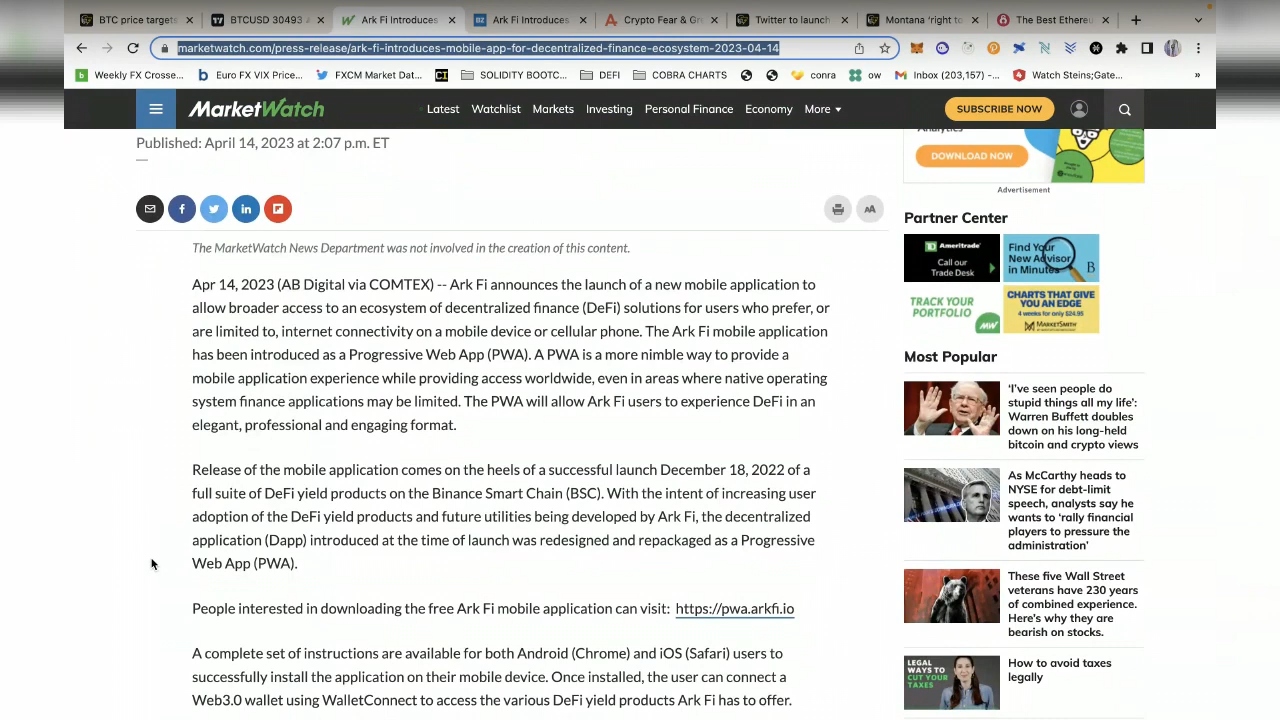 BTC price targets
BTCUSD 30493
Ark Fi Introduces
Ark Fi Introduces
Crypto Fear & Gr
Twitter to launch
Montana 'right to
The Best Ethereu
marketwatch.com/press-release/ark-fi-introduces-mobile-app-for-decentralized-finance-ecosystem-2023-04-14
Weekly FX Crosse...
Euro FX VIX Price...
FXCM Market Dat...
CI
SOLIDITY BOOTC...
DEFI
COBRA CHARTS
conra
ow
Inbox (203,157) -...
Watch Steins;Gate...
»
MarketWatch
Latest
Watchlist
Markets
Investing
Personal Finance
Economy
More
SUBSCRIBE NOW
Published: April 14, 2023 at 2:07 p.m. ET
The MarketWatch News Department was not involved in the creation of this content.
Apr 14, 2023 (AB Digital via COMTEX) -- Ark Fi announces the launch of a new mobile application to
allow broader access to its ecosystem of decentralized finance (DeFi) solutions for users who prefer, or
are limited to, internet connectivity on a mobile device or cellular phone. The Ark Fi mobile application
has been introduced as a Progressive Web App (PWA). A PWA is a more nimble way to provide a
mobile application experience while providing access worldwide, even in areas where native operating
system finance applications may be limited. The PWA will allow Ark Fi users to experience DeFi in an
elegant, professional and engaging format.
Release of the mobile application comes on the heels of a successful launch December 18, 2022 of a
full suite of DeFi yield products on the Binance Smart Chain (BSC). With the intent of increasing user
adoption of the DeFi yield products and future utilities being developed by Ark Fi, the decentralized
application (Dapp) introduced at the time of launch was redesigned and repackaged as a Progressive
Web App (PWA).
People interested in downloading the free Ark Fi mobile application can visit: https://pwa.arkfi.io
A complete set of instructions are available for both Android (Chrome) and iOS (Safari) users to
install the application on their mobile device. Once installed, the user can connect a
Web3.0 wallet using WalletConnect to access the various DeFi yield products Ark Fi has to offer.
Analytics
DOWNLOAD NOW
Advertisement
Partner Center
Ameritrade
Call our
Trade Desk
Find Your
New Advisor
in Minutes
B
TRACK YOUR
PORTFOLIO
MW
CHARTS THAT GIVE
YOU AN EDGE
4 weeks for only $24.95
MARKETSMITH
Most Popular
‘I’ve seen people do
stupid things all my life’:
Warren Buffett doubles
down on his long-held
bitcoin and crypto views
As McCarthy heads to
NYSE for debt-limit
speech, analysts say he
wants to ‘rally financial
players to pressure the
administration’
These five Wall Street
veterans have 230 years
of combined experience.
Here’s why they are
bearish on stocks.
LEGAL
WAYS TO
CUT YOUR
TAXES
How to avoid taxes
legally